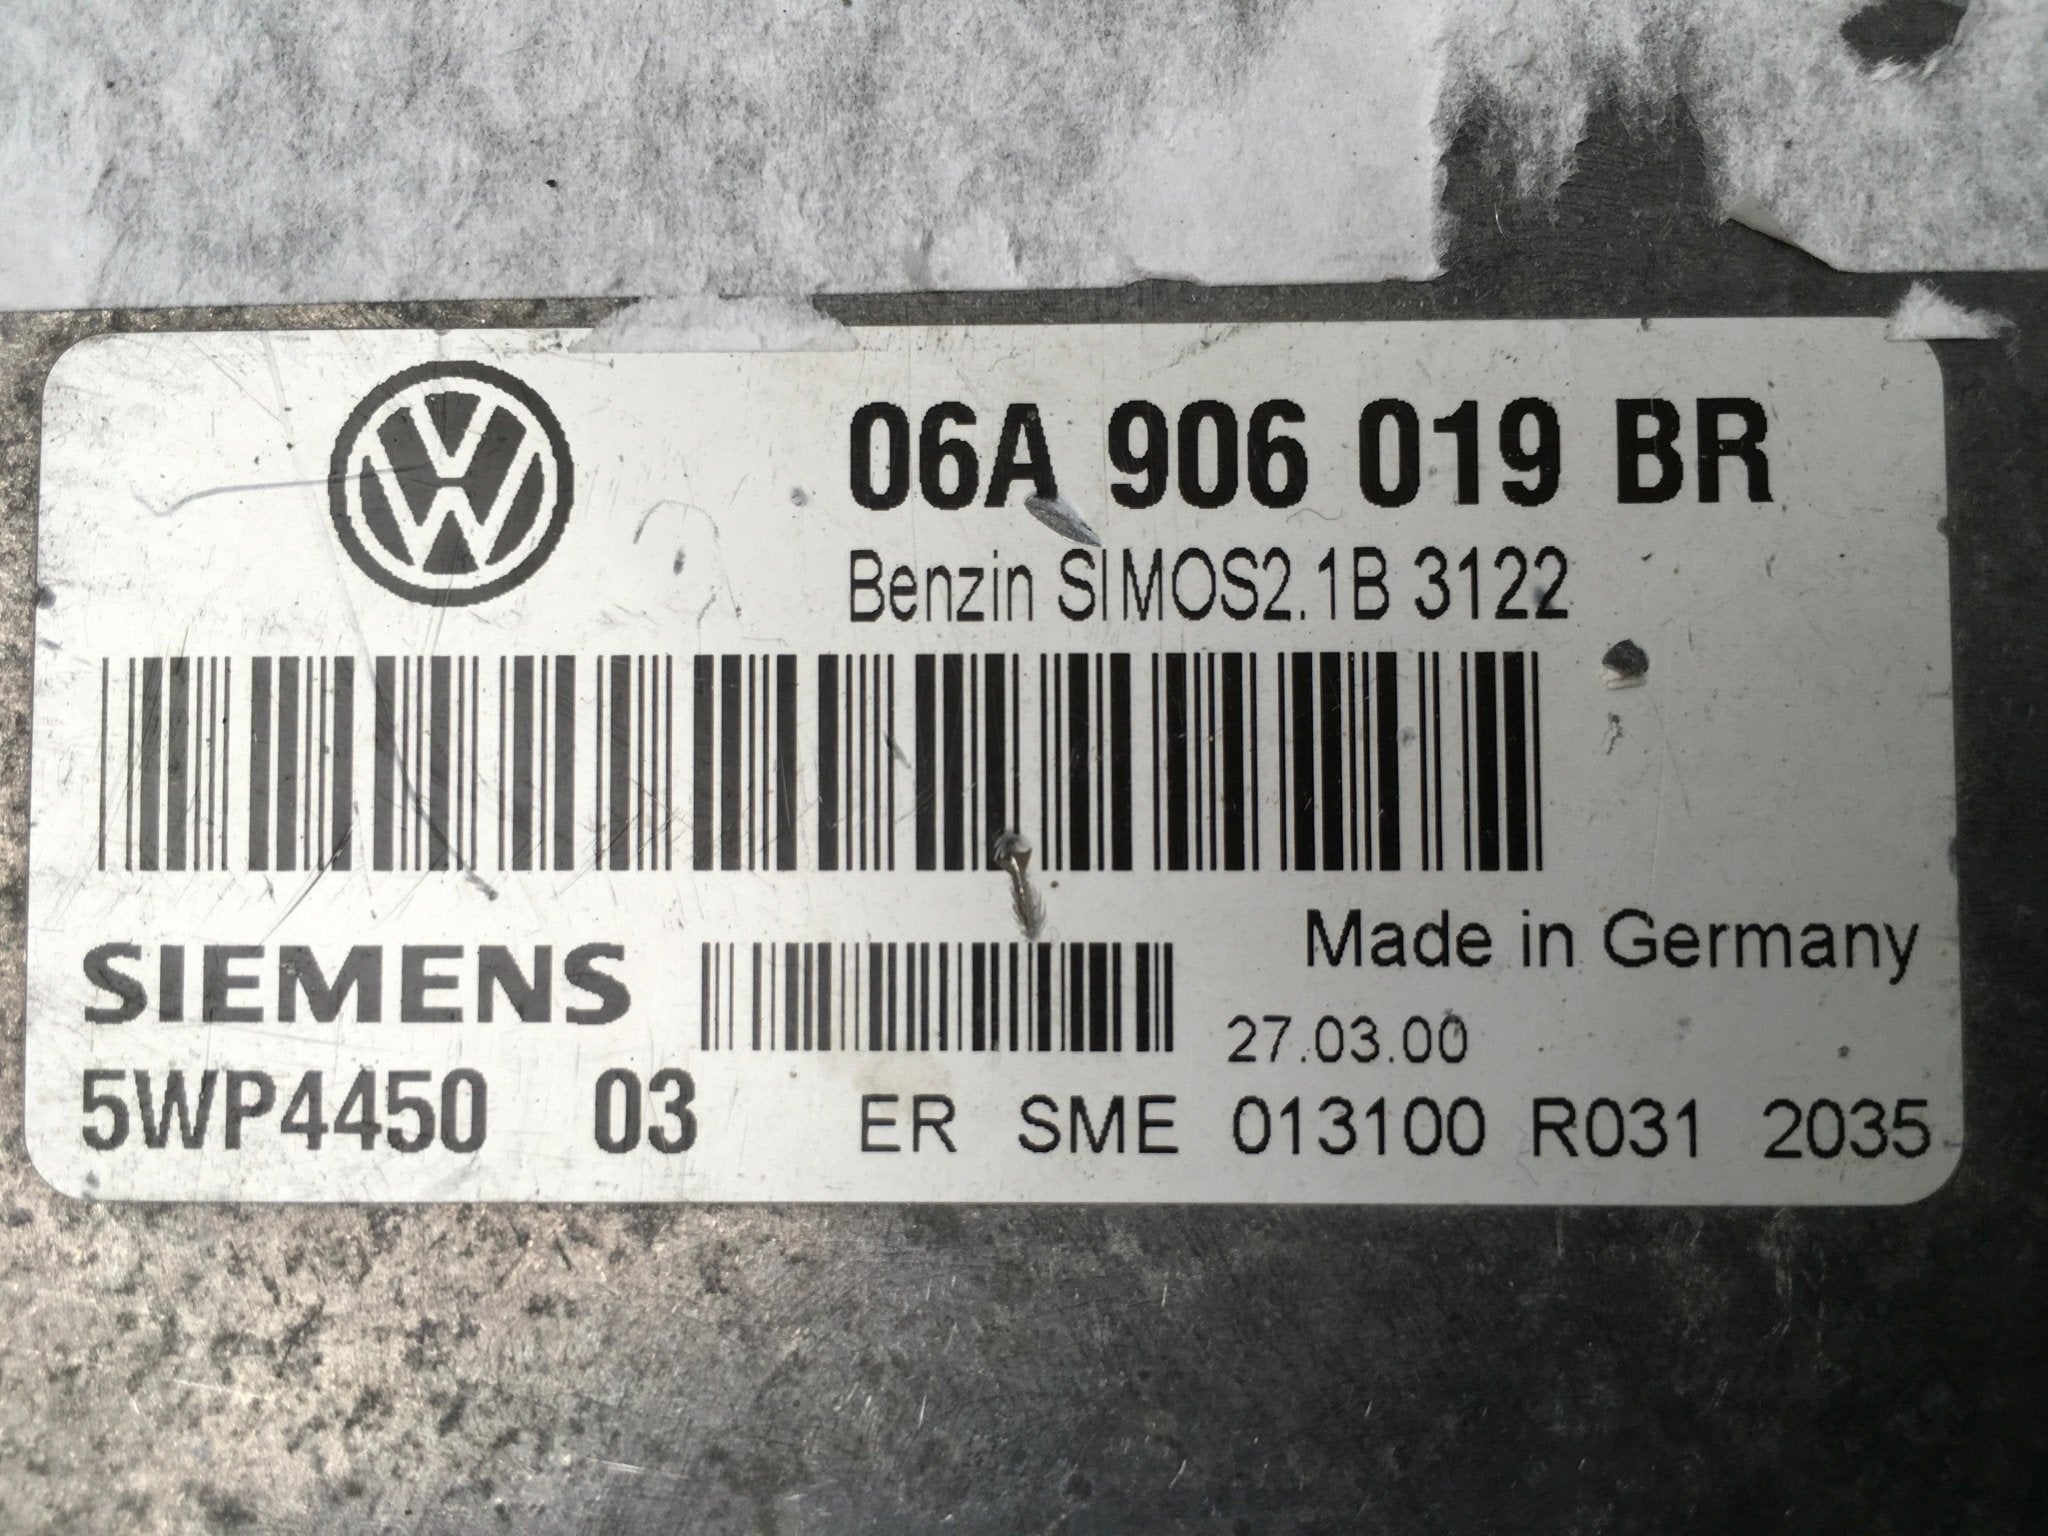 06A 906 019 BR
Benzin SIMOS2.1B 3122
Made in Germany
SIEMENS
27.03.00
5WP4450 03 ER SME 013100 R031 2035